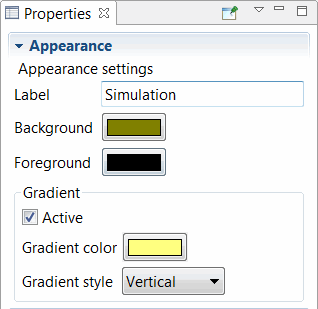 Properties
Appearance
Appearance settings
Label Simulation
Background
Foreground
Gradient
Active
Gradient color
Gradient style Vertical